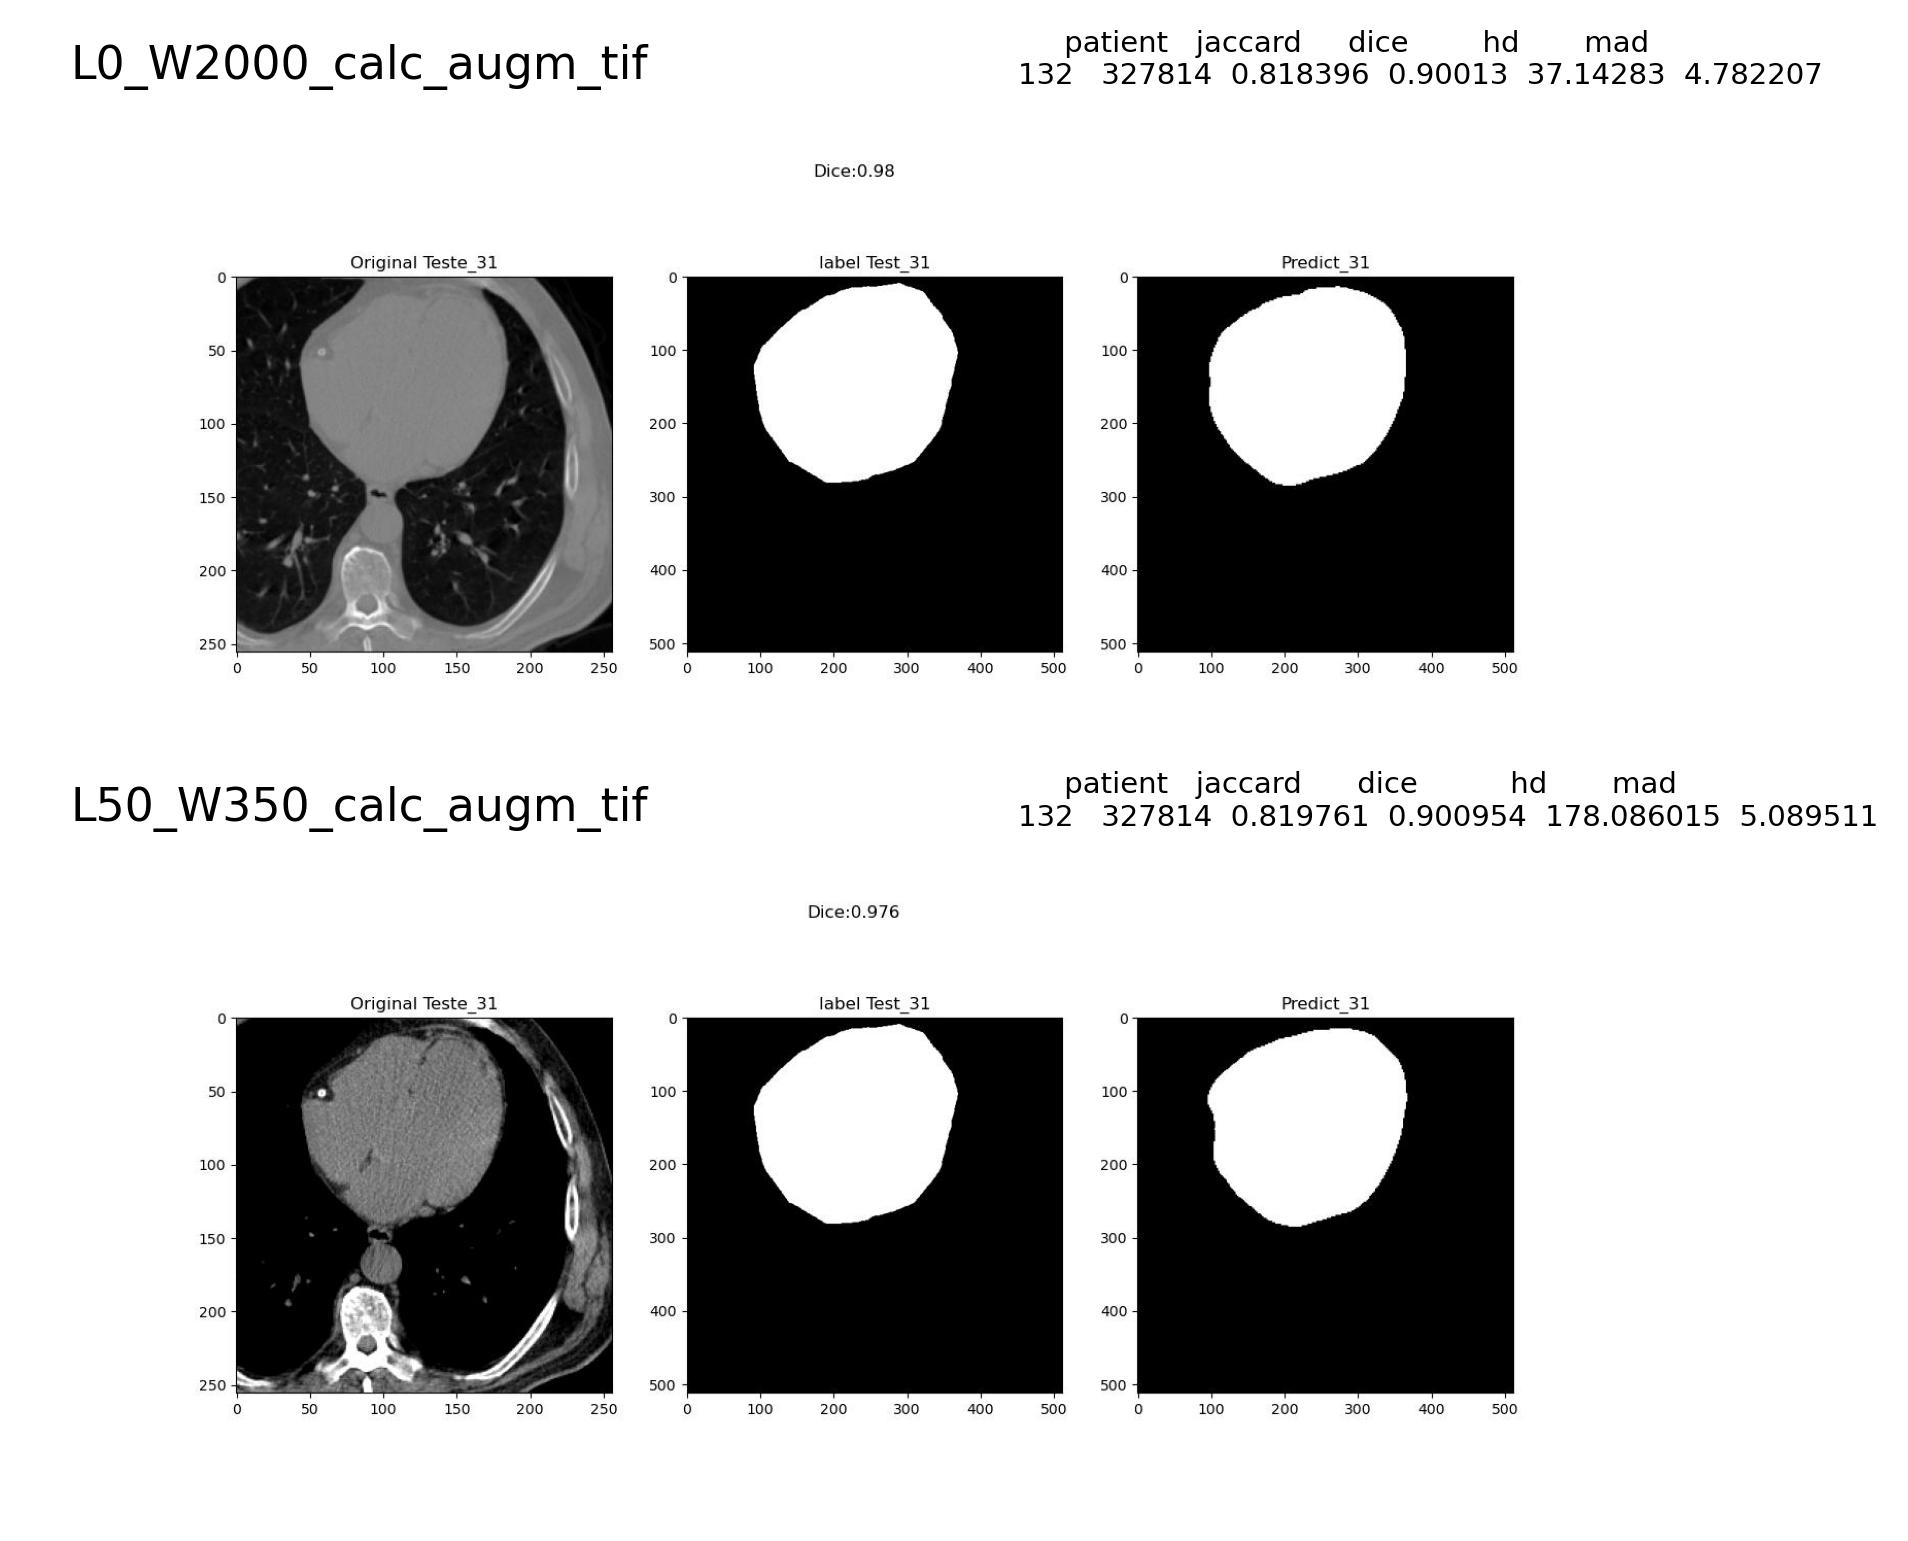 L0_W2000_calc_augm_tif
patient jaccard dice hd mad
132 327814 0.818396 0.90013 37.14283 4.782207
Dice:0.98
Original Teste_31
label Test_31
Predict_31
0
50
100
150
200
250
0 50 100 150 200 250
0
100
200
300
400
500
0 100 200 300 400 500
0
100
200
300
400
500
0 100 200 300 400 500
L50_W350_calc_augm_tif
patient jaccard dice hd mad
132 327814 0.819761 0.900954 178.086015 5.089511
Dice:0.976
Original Teste_31
label Test_31
Predict_31
0
50
100
150
200
250
0 50 100 150 200 250
0
100
200
300
400
500
0 100 200 300 400 500
0
100
200
300
400
500
0 100 200 300 400 500